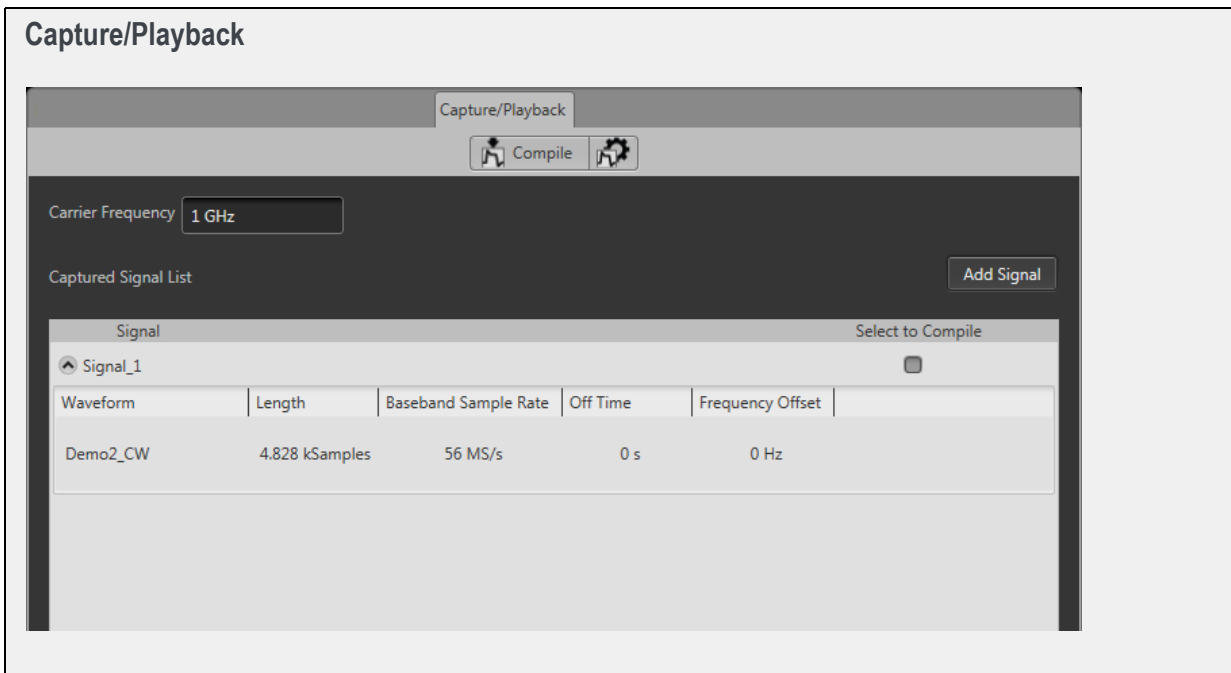 Capture/Playback
Capture/Playback
Compile
Carrier Frequency 1 GHz
Captured Signal List
Add Signal
Signal Select to Compile
Signal_1
Waveform Length Baseband Sample Rate Off Time Frequency Offset
Demo2_CW 4.828 kSamples 56 MS/s 0 s 0 Hz